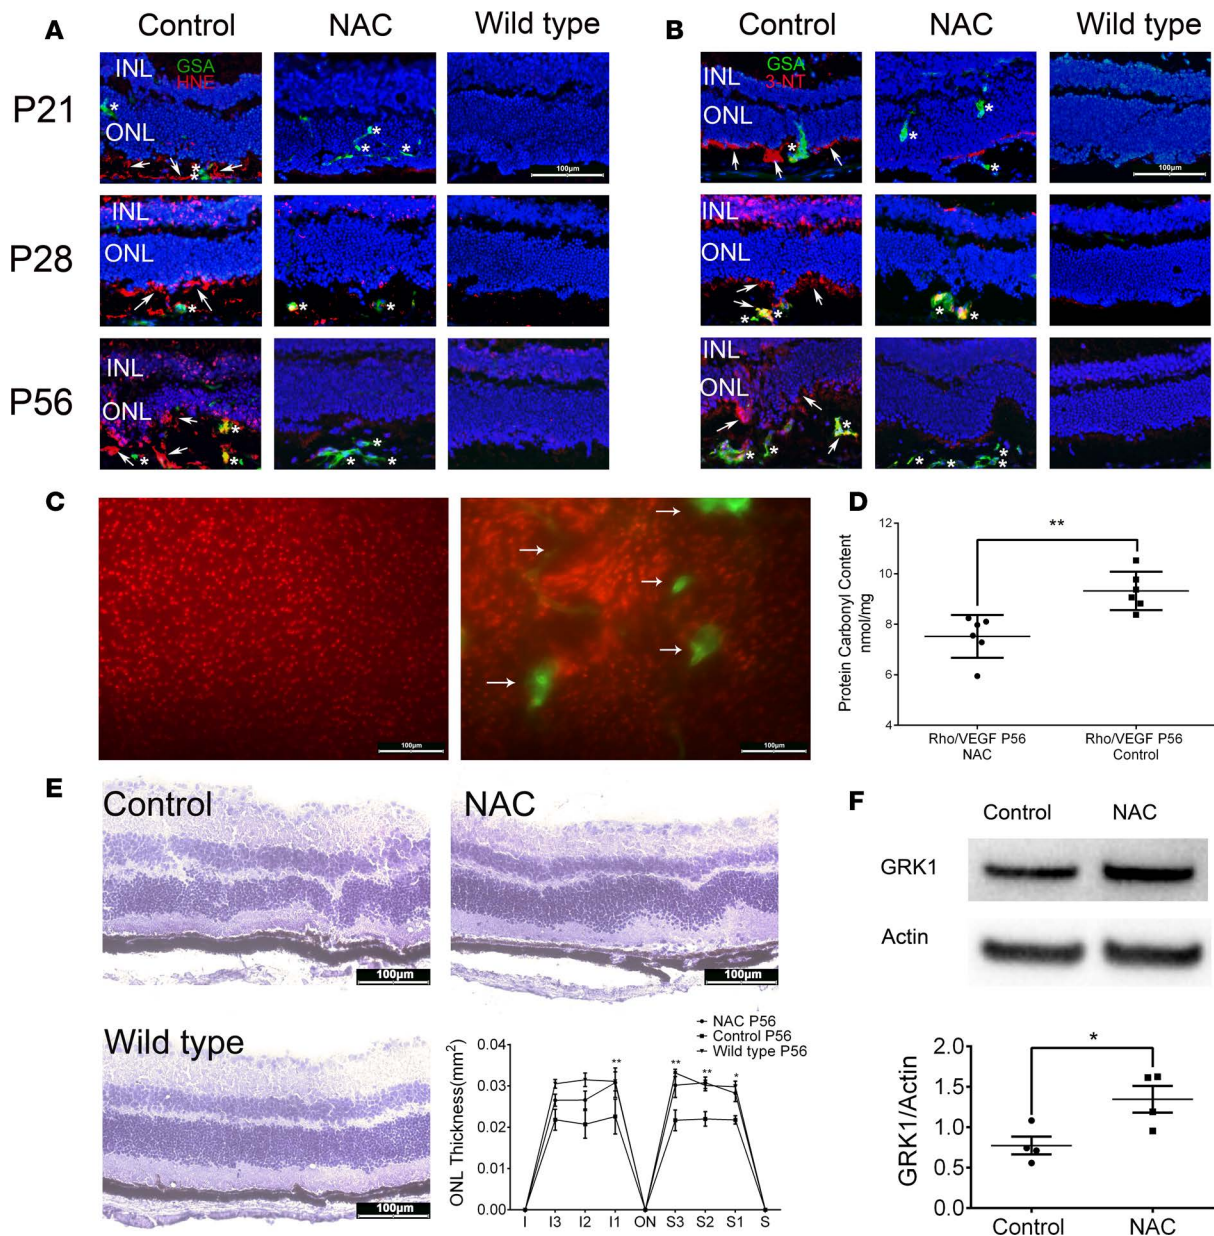 A
Control
NAC
Wild type
P21
INL
GSA
HNE
ONL
100µm
P28
INL
ONL
P56
INL
ONL
B
Control
NAC
Wild type
INL
GSA
3-NT
ONL
100µm
INL
ONL
INL
ONL
C
100µm
100µm
D
**
Protein Carbonyl Content
nmol/mg
12
10
8
6
4
Rho/VEGF P56
NAC
Rho/VEGF P56
Control
E
Control
100µm
NAC
100µm
Wild type
100µm
NAC P56
Control P56
Wild type P56
ONL Thickness(mm²)
0.04
0.03
0.02
0.01
0.00
**
**
**
*
I I3 I2 I1 ON S3 S2 S1 S
F
Control NAC
GRK1
Actin
*
GRK1/Actin
2.0
1.5
1.0
0.5
0.0
Control NAC